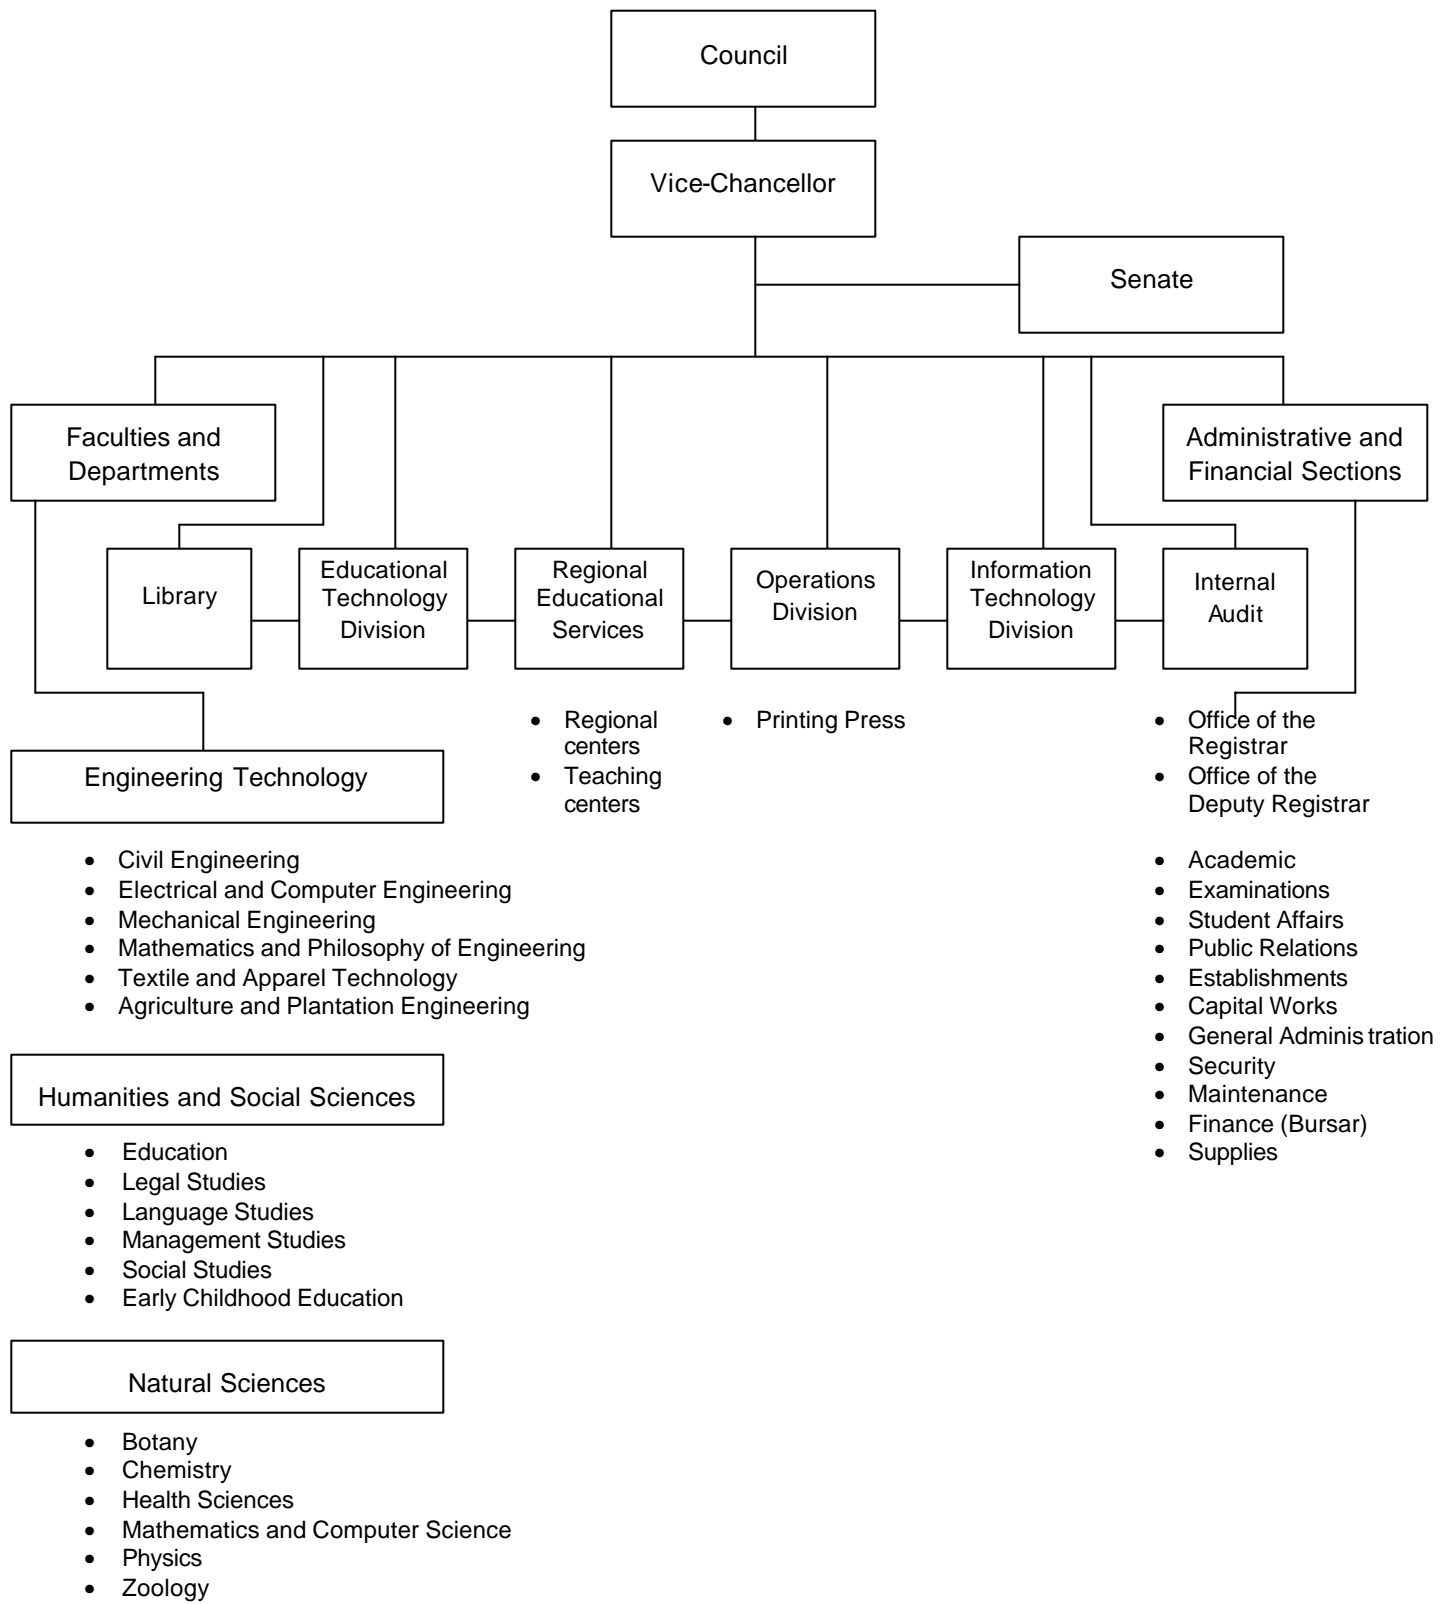 Council
Vice-Chancellor
Senate
Faculties and
Departments
Administrative and
Financial Sections
Library
Educational
Technology
Division
Regional
Educational
Services
Operations
Division
Information
Technology
Division
Internal
Audit
• Regional
centers
• Teaching
centers
• Printing Press
• Office of the
Registrar
• Office of the
Deputy Registrar
• Academic
• Examinations
• Student Affairs
• Public Relations
• Establishments
• Capital Works
• General Adminis tration
• Security
• Maintenance
• Finance (Bursar)
• Supplies
Engineering Technology
• Civil Engineering
• Electrical and Computer Engineering
• Mechanical Engineering
• Mathematics and Philosophy of Engineering
• Textile and Apparel Technology
• Agriculture and Plantation Engineering
Humanities and Social Sciences
• Education
• Legal Studies
• Language Studies
• Management Studies
• Social Studies
• Early Childhood Education
Natural Sciences
• Botany
• Chemistry
• Health Sciences
• Mathematics and Computer Science
• Physics
• Zoology